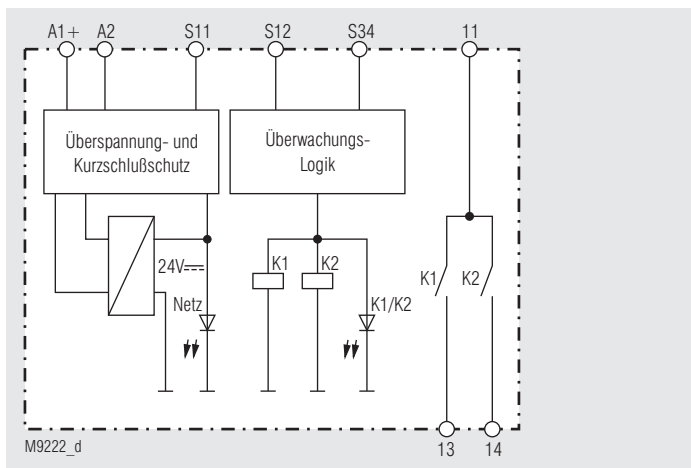 A1+ A2 S11 S12 S34 11
Überspannung- und
Kurzschlußschutz
Überwachungs-
Logik
24V
K1 K2
K1 K2
Netz
K1/K2
13 14
M9222_d